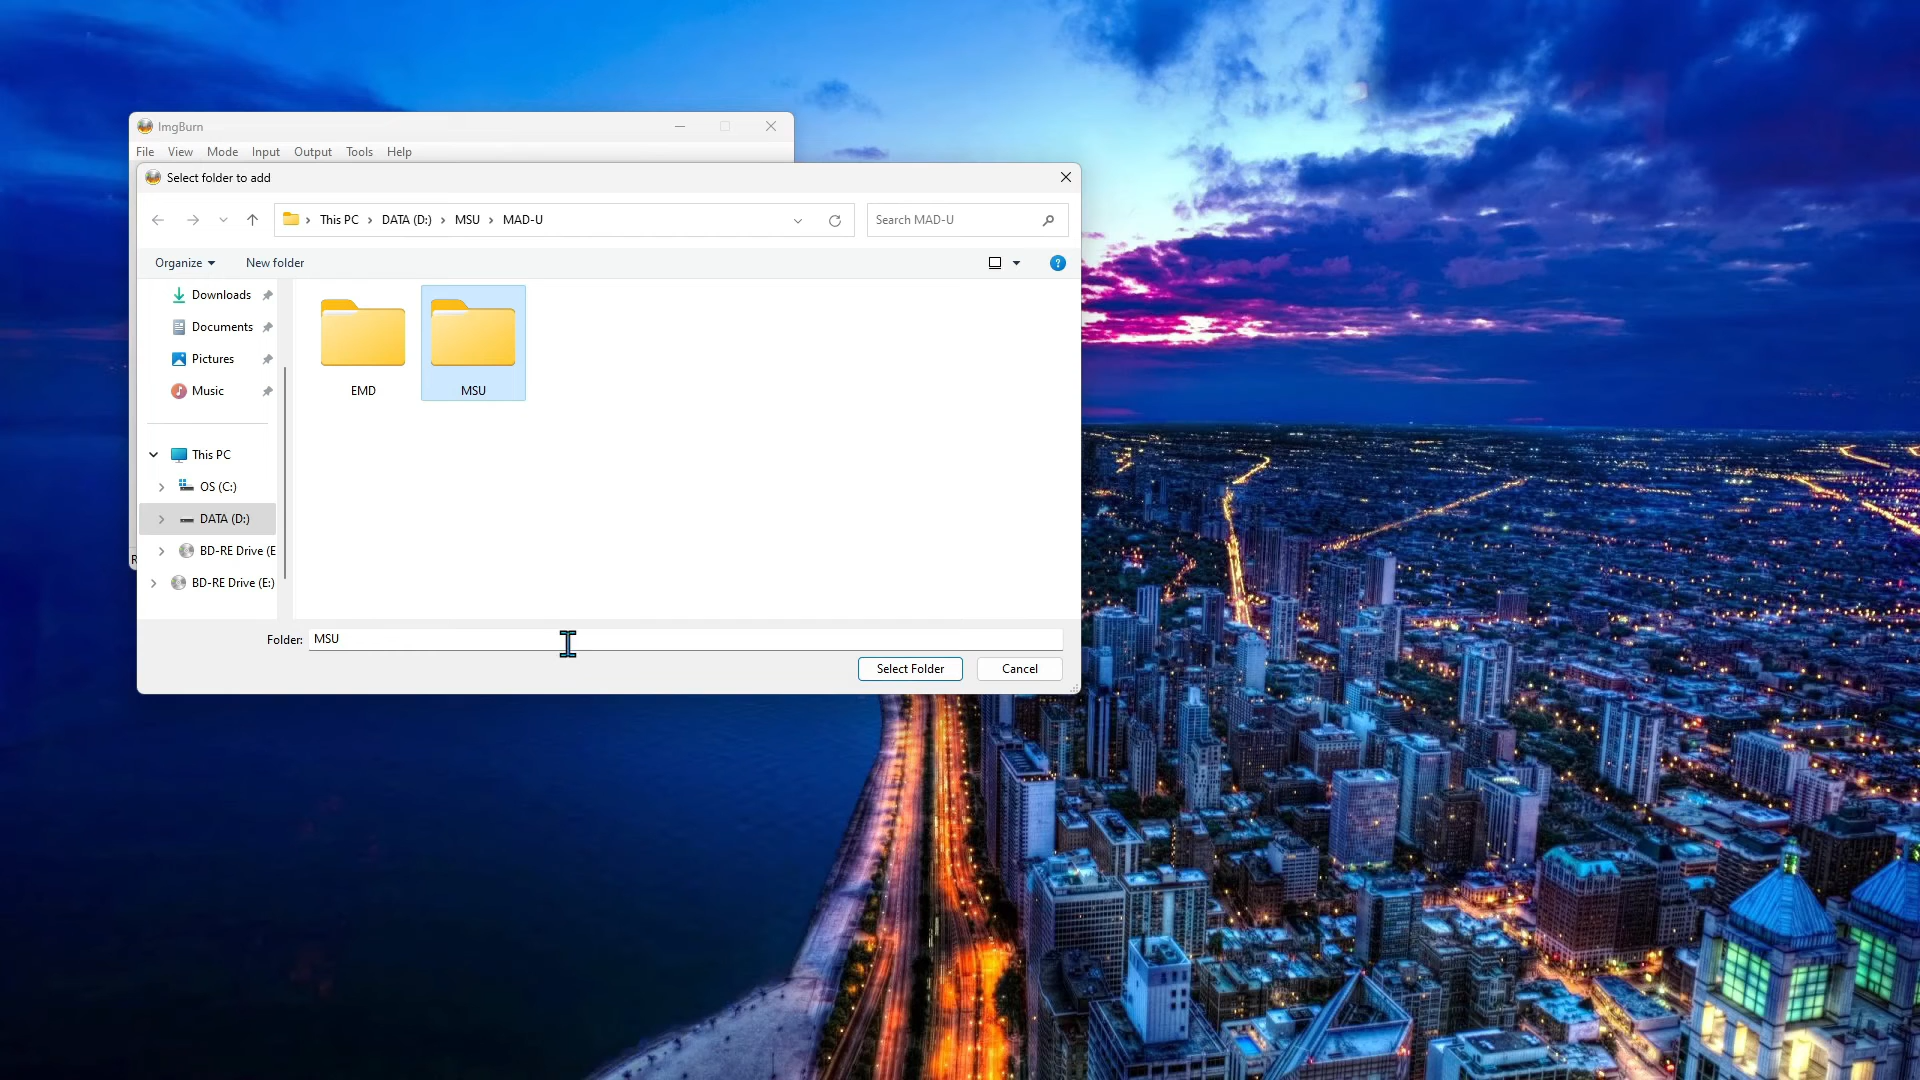 ImgBurn
File View Mode Input Output Tools Help
Select folder to add
This PC DATA (D:) MSU MAD-U
Search MAD-U
Organize New folder
?
Downloads
Documents
Pictures
Music
This PC
OS (C:)
DATA (D:)
BD-RE Drive (E
BD-RE Drive (E:)
EMD
MSU
R
Folder: MSU
Select Folder Cancel